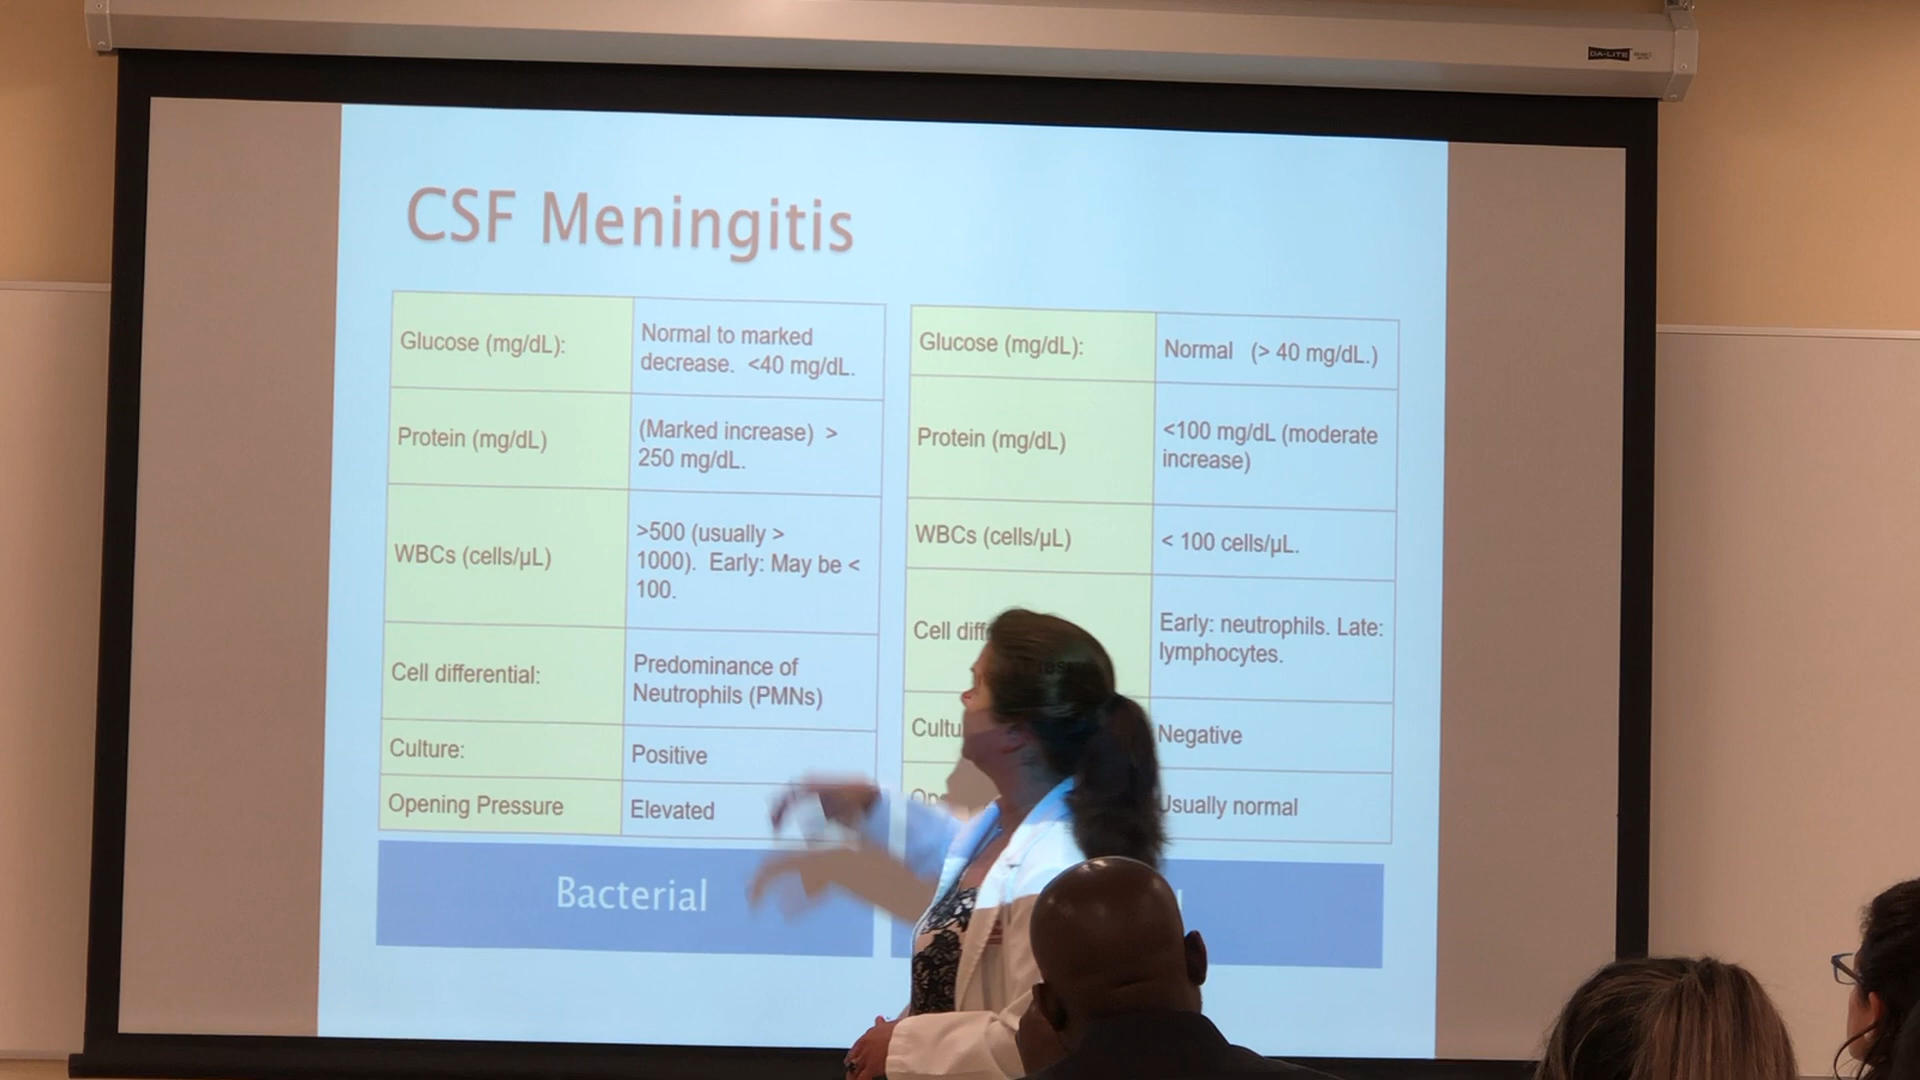 DA-LITE
CSF Meningitis
Glucose (mg/dL):
Normal to marked
decrease. <40 mg/dL.
Protein (mg/dL)
(Marked increase) >
250 mg/dL.
WBCs (cells/µL)
>500 (usually >
1000). Early: May be <
100.
Cell differential:
Predominance of
Neutrophils (PMNs)
Culture:
Positive
Opening Pressure
Elevated
Bacterial
Glucose (mg/dL):
Normal (> 40 mg/dL.)
Protein (mg/dL)
<100 mg/dL (moderate
increase)
WBCs (cells/µL)
< 100 cells/µL.
Cell
Early: neutrophils. Late:
lymphocytes.
Negative
Usually normal